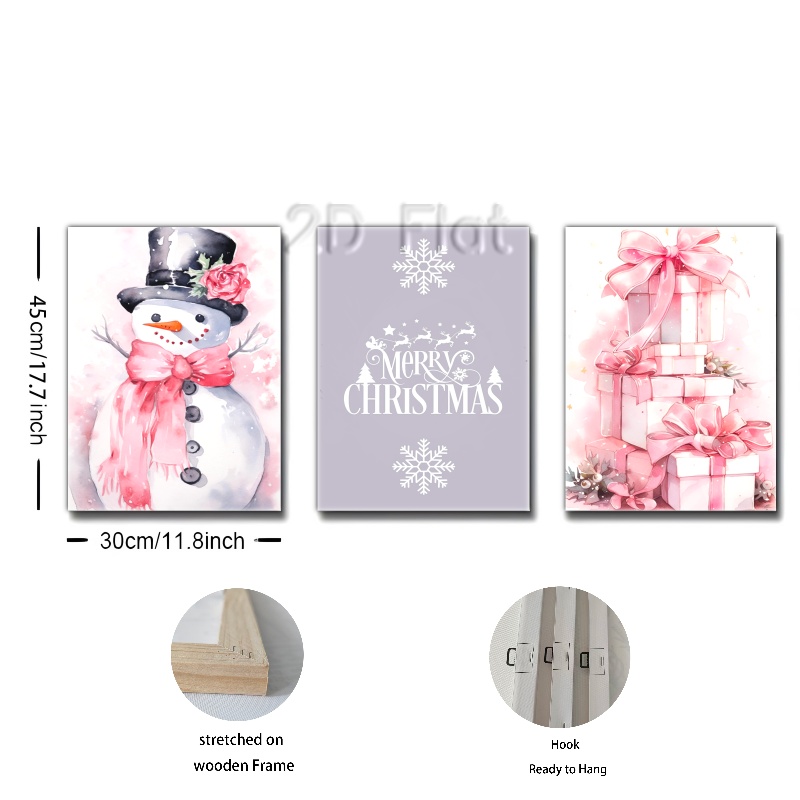 2D Flat
45cm/17.7inch
MERRY
CHRISTMAS
30cm/11.8inch
stretched on
wooden Frame
Hook
Ready to Hang